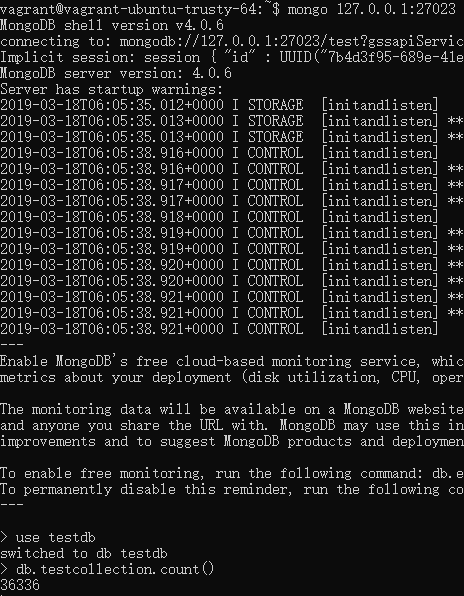 vagrant@vagrant-ubuntu-trusty-64:~$ mongo 127.0.0.1:27023
MongoDB shell version v4.0.6
connecting to: mongodb://127.0.0.1:27023/test?gssapiServic
Implicit session: session { "id" : UUID("7b4d3f95-689e-41e
MongoDB server version: 4.0.6
Server has startup warnings:
2019-03-18T06:05:35.012+0000 I STORAGE  [initandlisten]
2019-03-18T06:05:35.013+0000 I STORAGE  [initandlisten] **
2019-03-18T06:05:35.013+0000 I STORAGE  [initandlisten] **
2019-03-18T06:05:38.916+0000 I CONTROL  [initandlisten]
2019-03-18T06:05:38.916+0000 I CONTROL  [initandlisten] **
2019-03-18T06:05:38.917+0000 I CONTROL  [initandlisten] **
2019-03-18T06:05:38.917+0000 I CONTROL  [initandlisten] **
2019-03-18T06:05:38.918+0000 I CONTROL  [initandlisten]
2019-03-18T06:05:38.919+0000 I CONTROL  [initandlisten] **
2019-03-18T06:05:38.919+0000 I CONTROL  [initandlisten] **
2019-03-18T06:05:38.920+0000 I CONTROL  [initandlisten] **
2019-03-18T06:05:38.920+0000 I CONTROL  [initandlisten] **
2019-03-18T06:05:38.921+0000 I CONTROL  [initandlisten] **
2019-03-18T06:05:38.921+0000 I CONTROL  [initandlisten] **
2019-03-18T06:05:38.921+0000 I CONTROL  [initandlisten]
---
Enable MongoDB's free cloud-based monitoring service, whic
metrics about your deployment (disk utilization, CPU, oper
The monitoring data will be available on a MongoDB website
and anyone you share the URL with. MongoDB may use this in
improvements and to suggest MongoDB products and deploymen
To enable free monitoring, run the following command: db.e
To permanently disable this reminder, run the following co
---
> use testdb
switched to db testdb
> db.testcollection.count()
36336